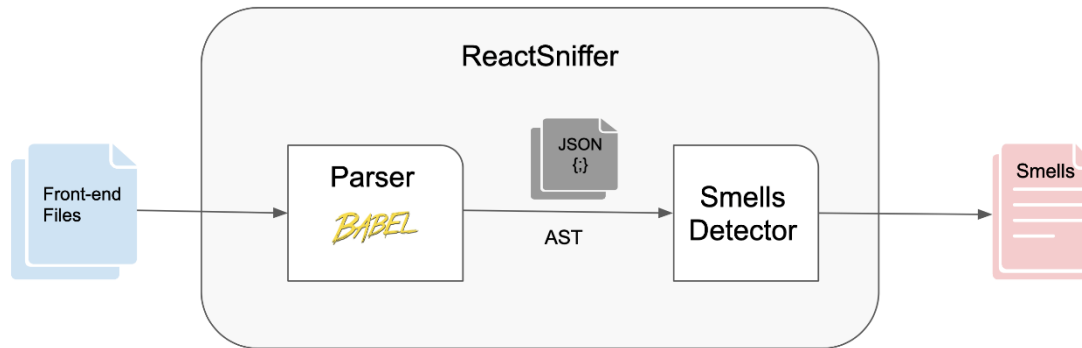 ReactSniffer
Front-end
Files
Parser
BABEL
JSON
{;}
AST
Smells
Detector
Smells